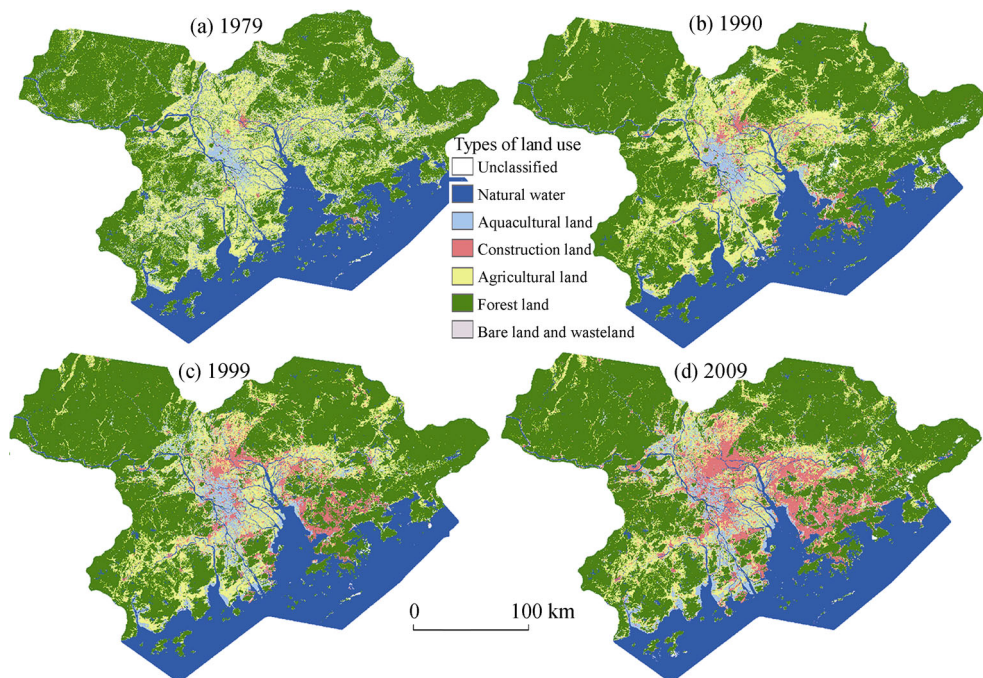 (a) 1979
(b) 1990
Types of land use
Unclassified
Natural water
Aquacultural land
Construction land
Agricultural land
Forest land
Bare land and wasteland
(c) 1999
(d) 2009
0 100 km